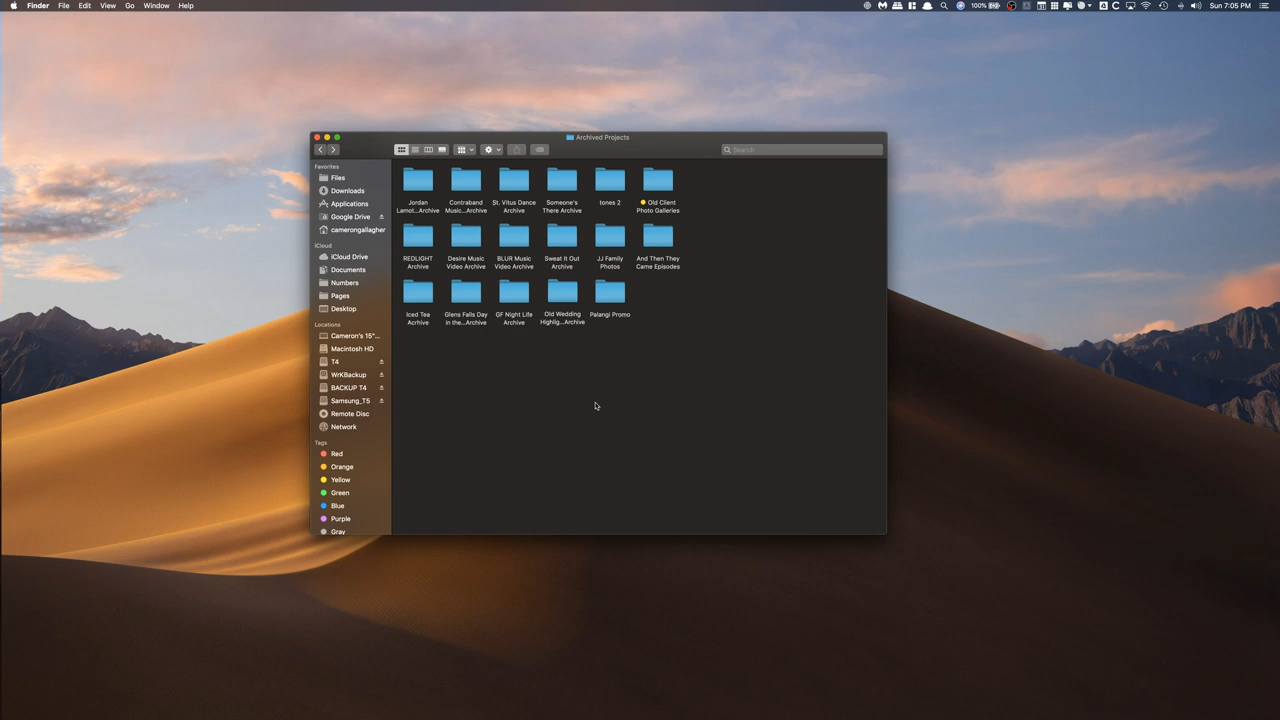 Finder File Edit View Go Window Help 100% Sun 7:05 PM
Archived Projects
Search
Favorites
Files
Downloads
Applications
Google Drive
camerongallagher
iCloud
iCloud Drive
Documents
Numbers
Pages
Desktop
Locations
Cameron's 15"...
Macintosh HD
T4
WrKBackup
BACKUP T4
Samsung_T5
Remote Disc
Network
Tags
Red
Orange
Yellow
Green
Blue
Purple
Gray
Jordan
Lamot...Archive
Contraband
Music...Archive
St. Vitus Dance
Archive
Someone's
There Archive
tones 2
Old Client
Photo Galleries
REDLIGHT
Archive
Desire Music
Video Archive
BLUR Music
Video Archive
Sweat It Out
Archive
JJ Family
Photos
And Then They
Came Episodes
Iced Tea
Archive
Glens Falls Day
in the...Archive
GF Night Life
Archive
Old Wedding
Highlig...Archive
Palangi Promo